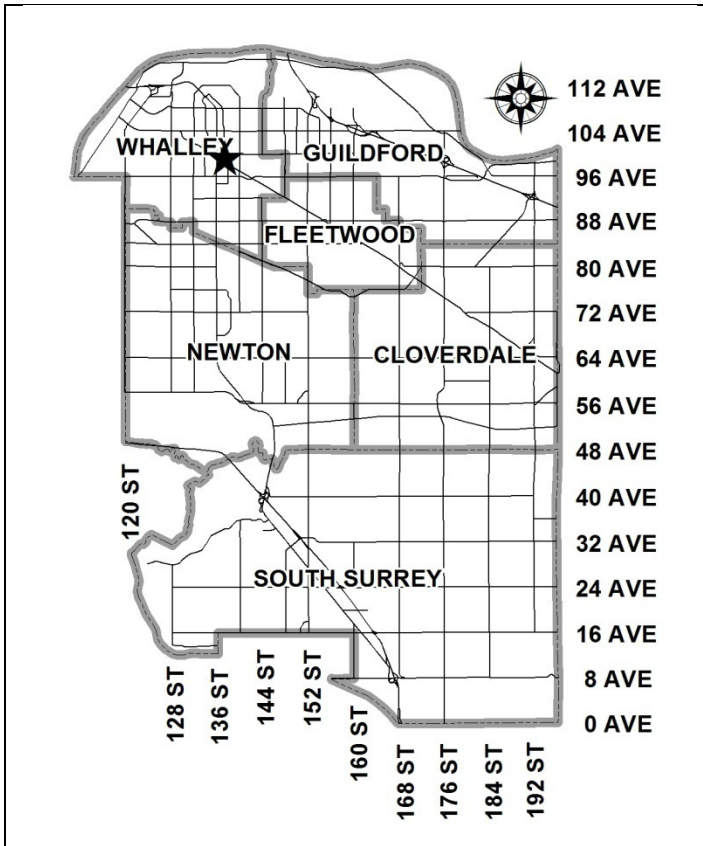 112 AVE
104 AVE
WHALLEY
GUILDFORD
96 AVE
88 AVE
FLEETWOOD
80 AVE
72 AVE
NEWTON
CLOVERDALE
64 AVE
56 AVE
48 AVE
120 ST
40 AVE
32 AVE
SOUTH SURREY
24 AVE
16 AVE
8 AVE
0 AVE
128 ST
136 ST
144 ST
152 ST
160 ST
168 ST
176 ST
184 ST
192 ST